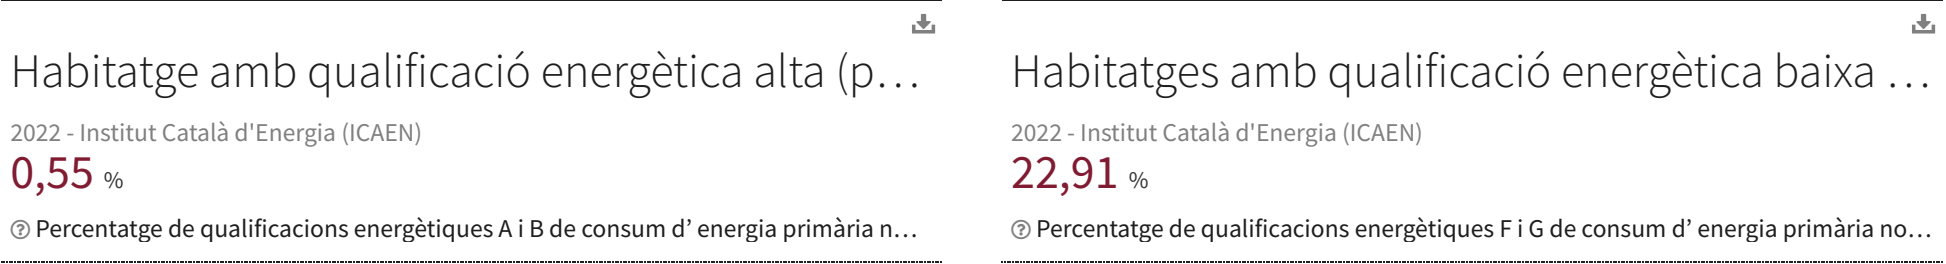 Habitatge amb qualificació energètica alta (p…
2022 - Institut Català d'Energia (ICAEN)
0,55 %
Percentatge de qualificacions energètiques A i B de consum d’ energia primària n…
Habitatges amb qualificació energètica baixa …
2022 - Institut Català d'Energia (ICAEN)
22,91 %
Percentatge de qualificacions energètiques F i G de consum d’ energia primària no…